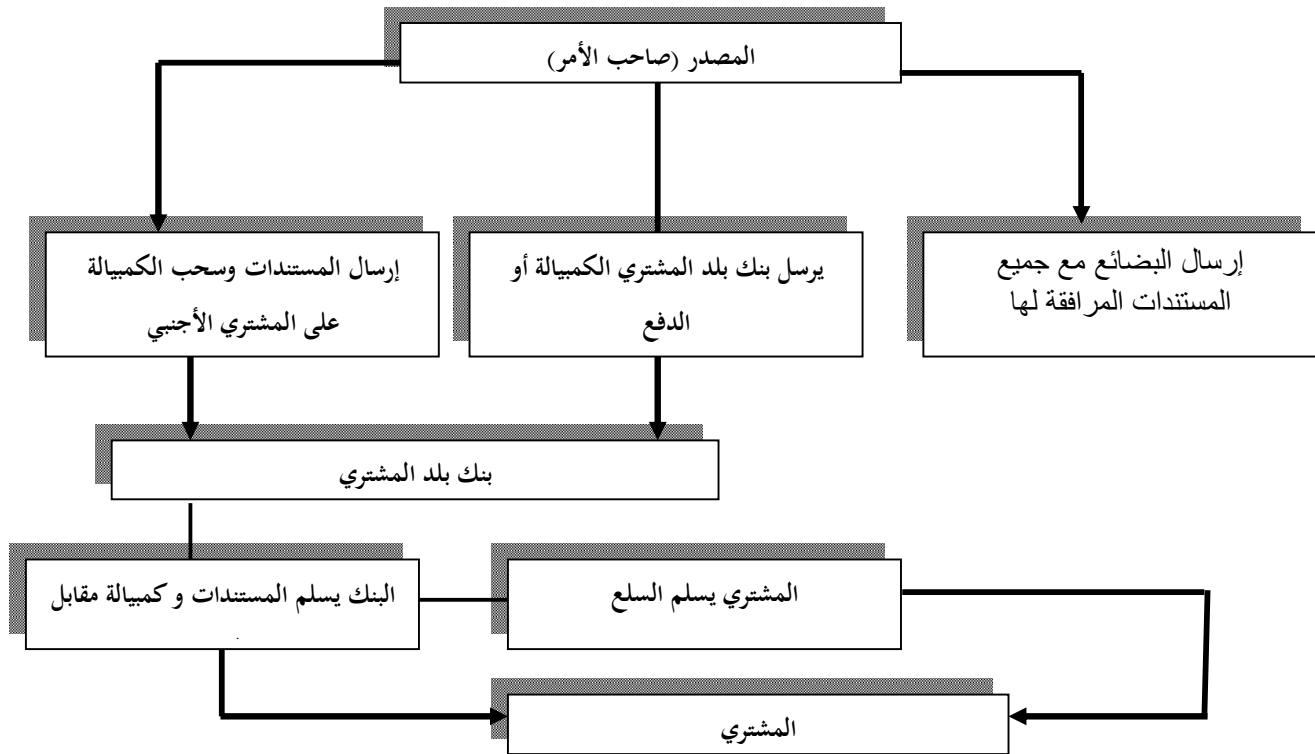 المصدر (صاحب الأمر)
إرسال البضائع مع جميع
المستندات المرافقة لها
يرسل بنك بلد المشتري الكمبيالة أو
الدفع
إرسال المستندات وسحب الكمبيالة
على المشتري الأجنبي
بنك بلد المشتري
المشتري يسلم السلع
البنك يسلم المستندات و كمبيالة مقابل
المشتري